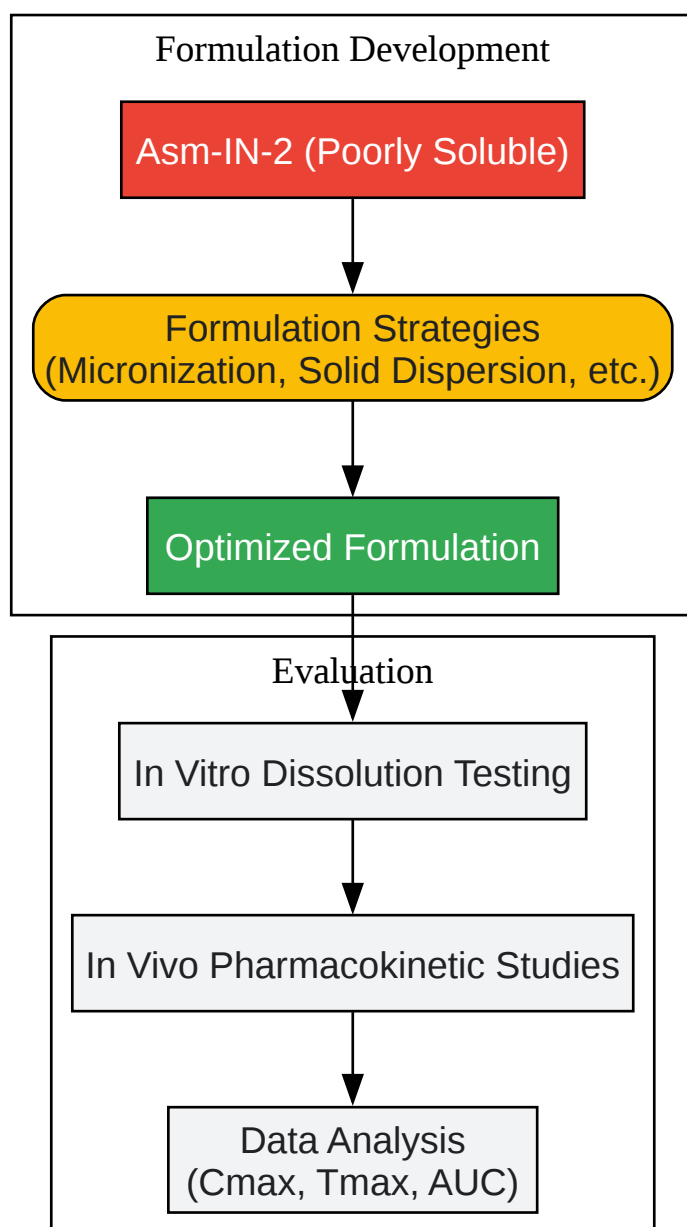 Formulation Development
Asm-IN-2 (Poorly Soluble)
Formulation Strategies
(Micronization, Solid Dispersion, etc.)
Optimized Formulation
Evaluation
In Vitro Dissolution Testing
In Vivo Pharmacokinetic Studies
Data Analysis
(Cmax, Tmax, AUC)